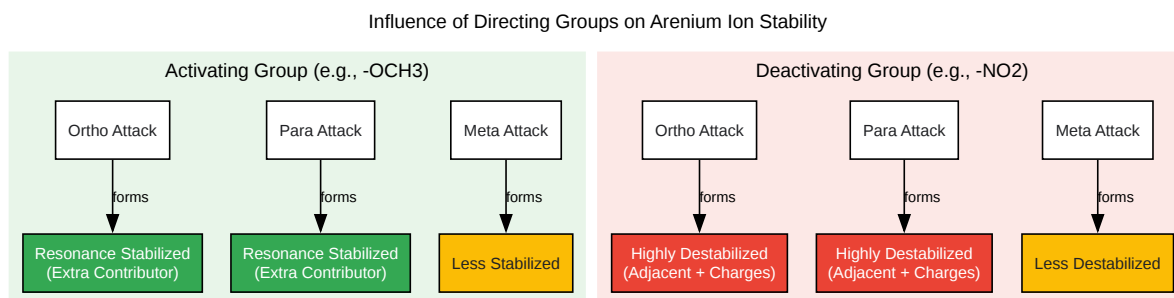 Influence of Directing Groups on Arenium Ion Stability
Activating Group (e.g., -OCH3)
Ortho Attack
Para Attack
Meta Attack
forms
forms
forms
Resonance Stabilized
(Extra Contributor)
Resonance Stabilized
(Extra Contributor)
Less Stabilized
Deactivating Group (e.g., -NO2)
Ortho Attack
Para Attack
Meta Attack
forms
forms
forms
Highly Destabilized
(Adjacent + Charges)
Highly Destabilized
(Adjacent + Charges)
Less Destabilized